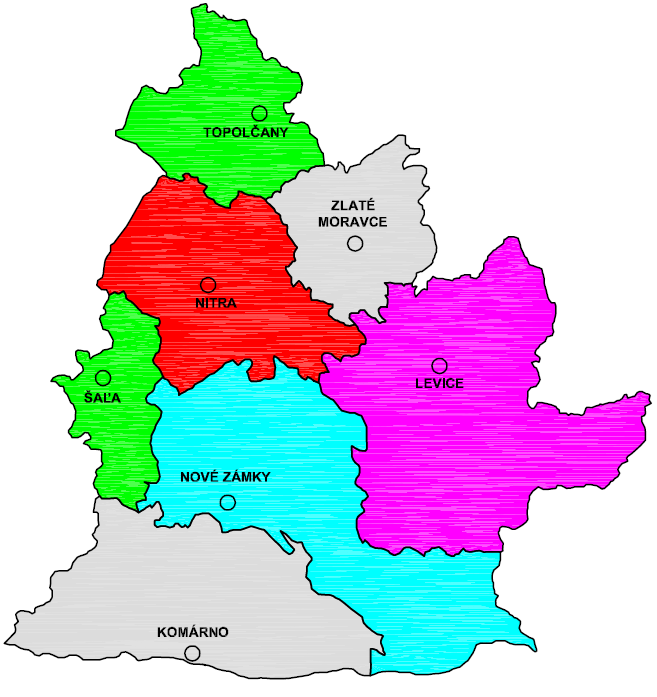 TOPOLČANY
ZLATÉ
MORAVCE
NITRA
LEVICE
ŠAĽA
NOVÉ ZÁMKY
KOMÁRNO